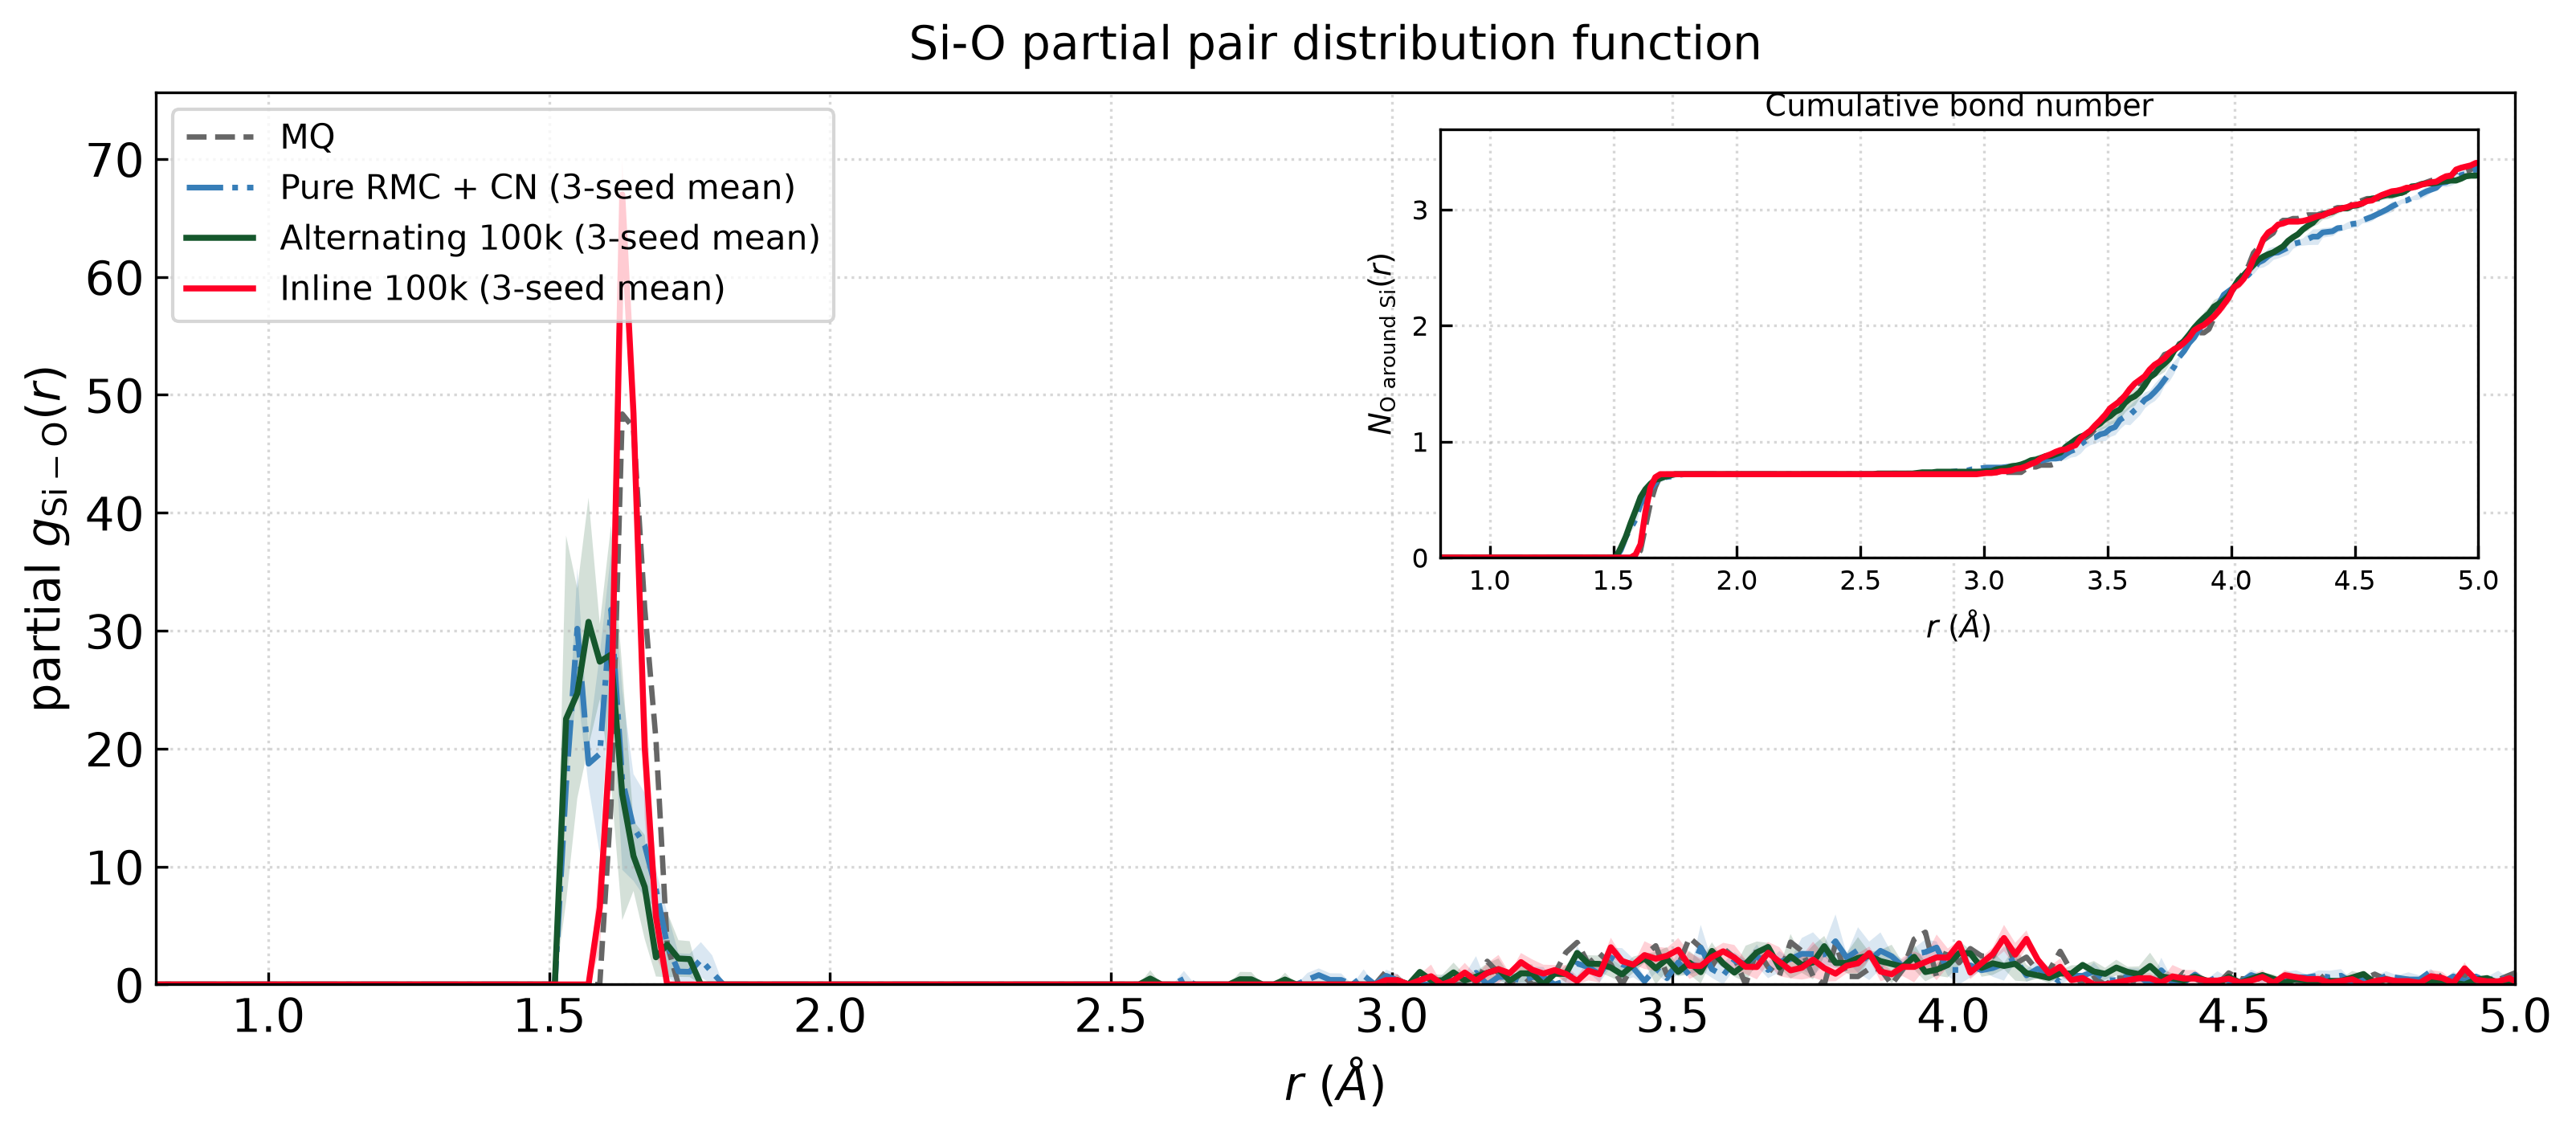 Si-O partial pair distribution function
MQ
Pure RMC + CN (3-seed mean)
Alternating 100k (3-seed mean)
Inline 100k (3-seed mean)
partial gSi−O(r)
70
60
50
40
30
20
10
0
1.0 1.5 2.0 2.5 3.0 3.5 4.0 4.5 5.0
r (Å)
Cumulative bond number
NO around Si(r)
3
2
1
0
1.0 1.5 2.0 2.5 3.0 3.5 4.0 4.5 5.0
r (Å)